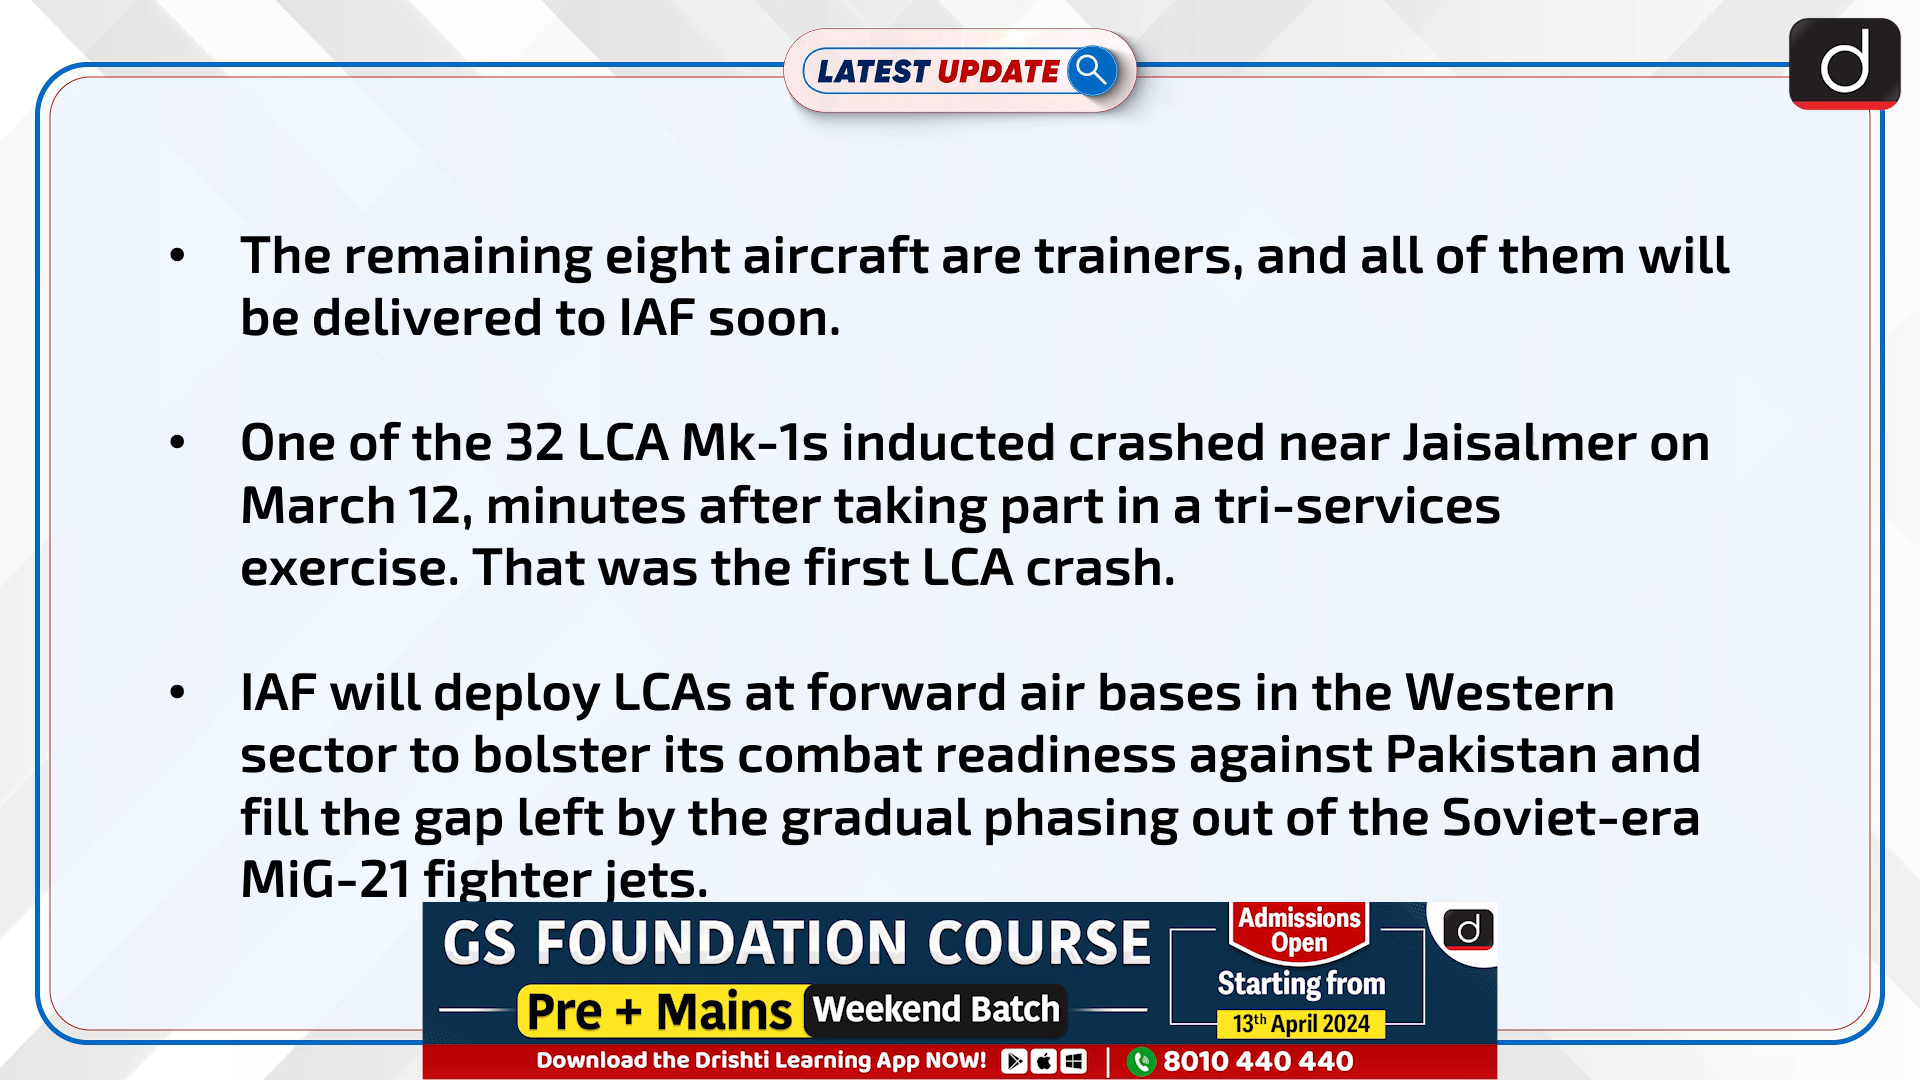 LATEST UPDATE
d
• The remaining eight aircraft are trainers, and all of them will
be delivered to IAF soon.
• One of the 32 LCA Mk-1s inducted crashed near Jaisalmer on
March 12, minutes after taking part in a tri-services
exercise. That was the first LCA crash.
• IAF will deploy LCAs at forward air bases in the Western
sector to bolster its combat readiness against Pakistan and
fill the gap left by the gradual phasing out of the Soviet-era
MiG-21 fighter jets.
GS FOUNDATION COURSE
Pre + Mains Weekend Batch
Admissions
Open
Starting from
13th April 2024
d
Download the Drishti Learning App NOW! | 8010 440 440